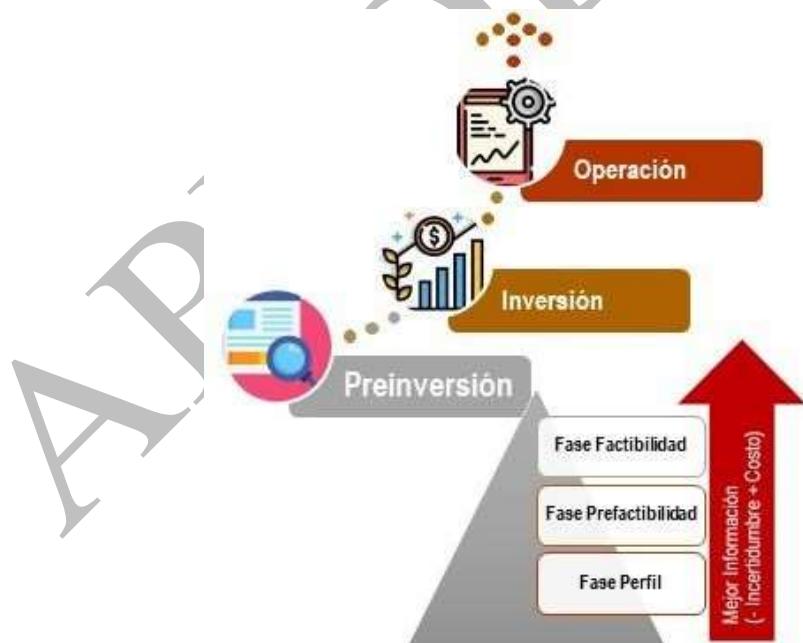 Operación
Inversión
Preinversión
Fase Factibilidad
Fase Prefactibilidad
Fase Perfil
Mejor Información
(- Incertidumbre + Costo)